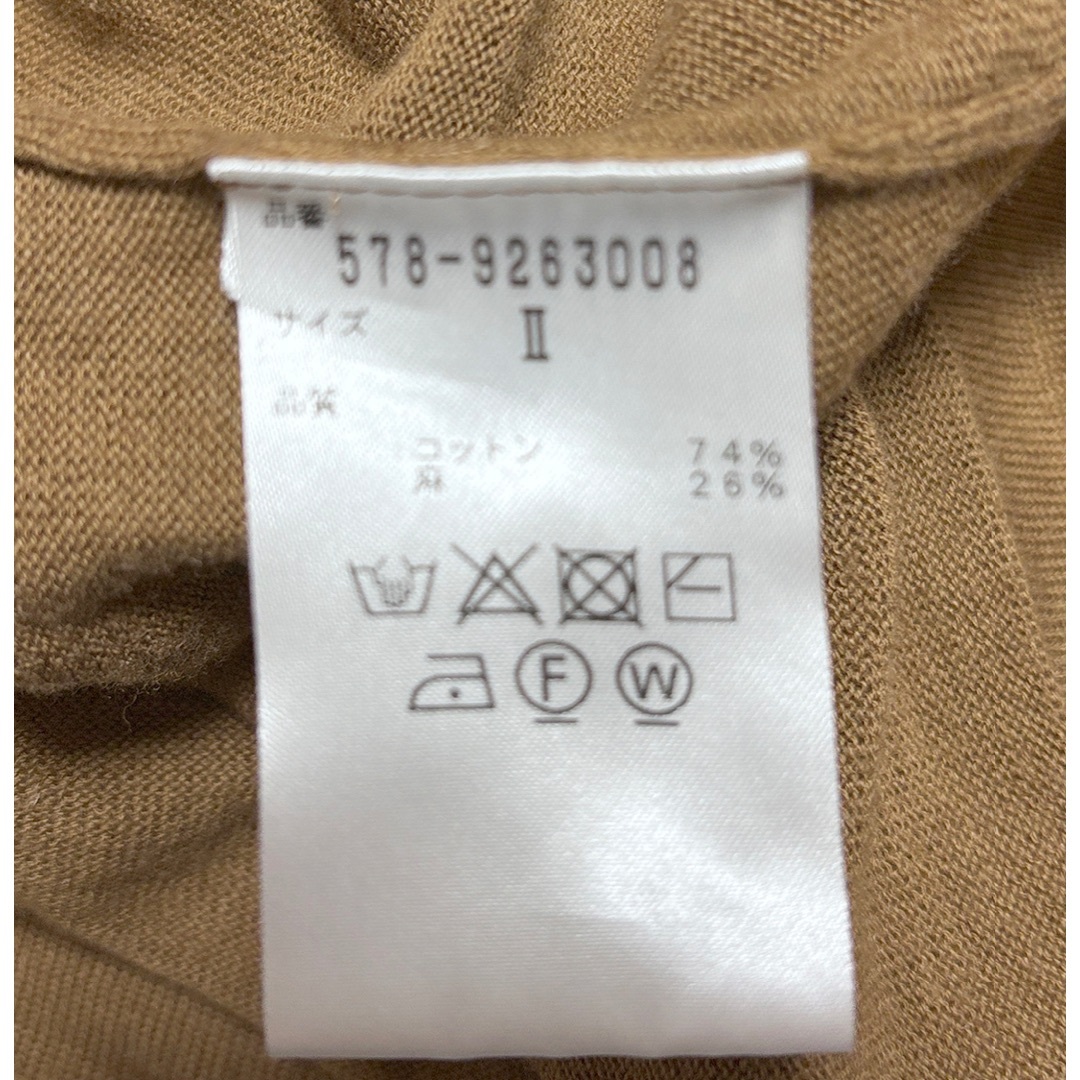 品番
578-9263008
サイズ II
品質
コットン 74%
麻 26%
F W